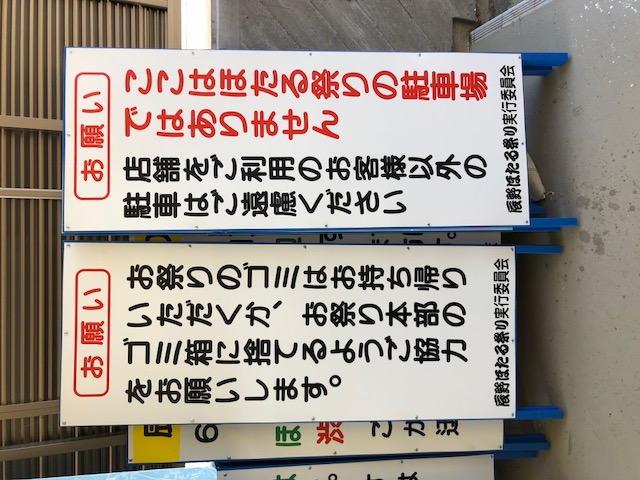 お願い
ここはほたる祭りの駐車場
ではありません
店舗をご利用のお客様以外の
駐車はご遠慮ください
辰野ほたる祭り実行委員会
お願い
お祭りのゴミはお持ち帰り
いただくか、お祭り本部の
ゴミ箱に捨てるようご協力
をお願いします。
辰野ほたる祭り実行委員会
6
ほ
渋
こ
が